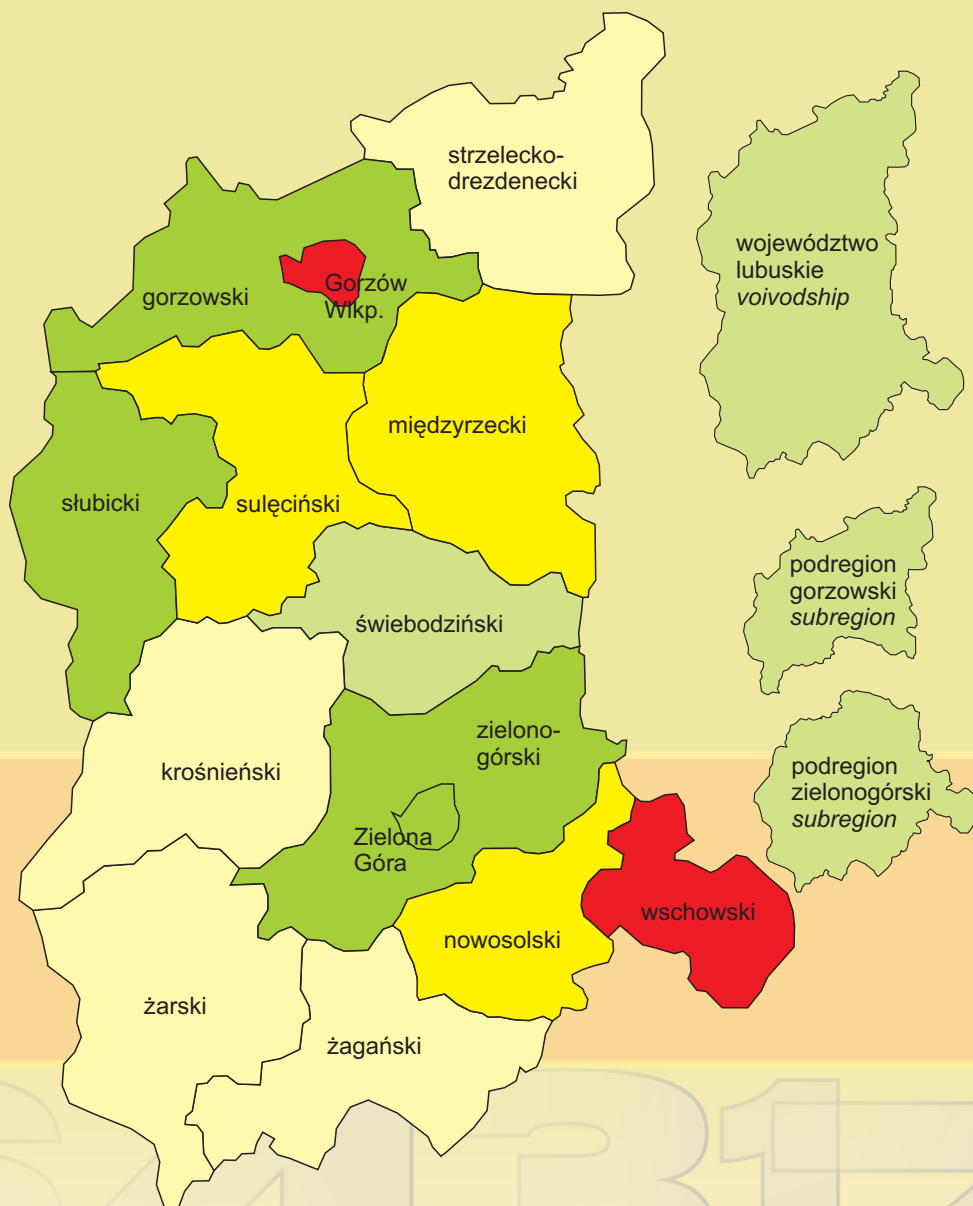 strzelecko-
drezdenecki
gorzowski
Gorzów
Wlkp.
międzyrzecki
słubicki
sulęciński
świebodziński
krośnieński
zielono-
górski
Zielona
Góra
wschowski
nowosolski
żarski
żagański
województwo
lubuskie
voivodship
podregion
gorzowski
subregion
podregion
zielonogórski
subregion